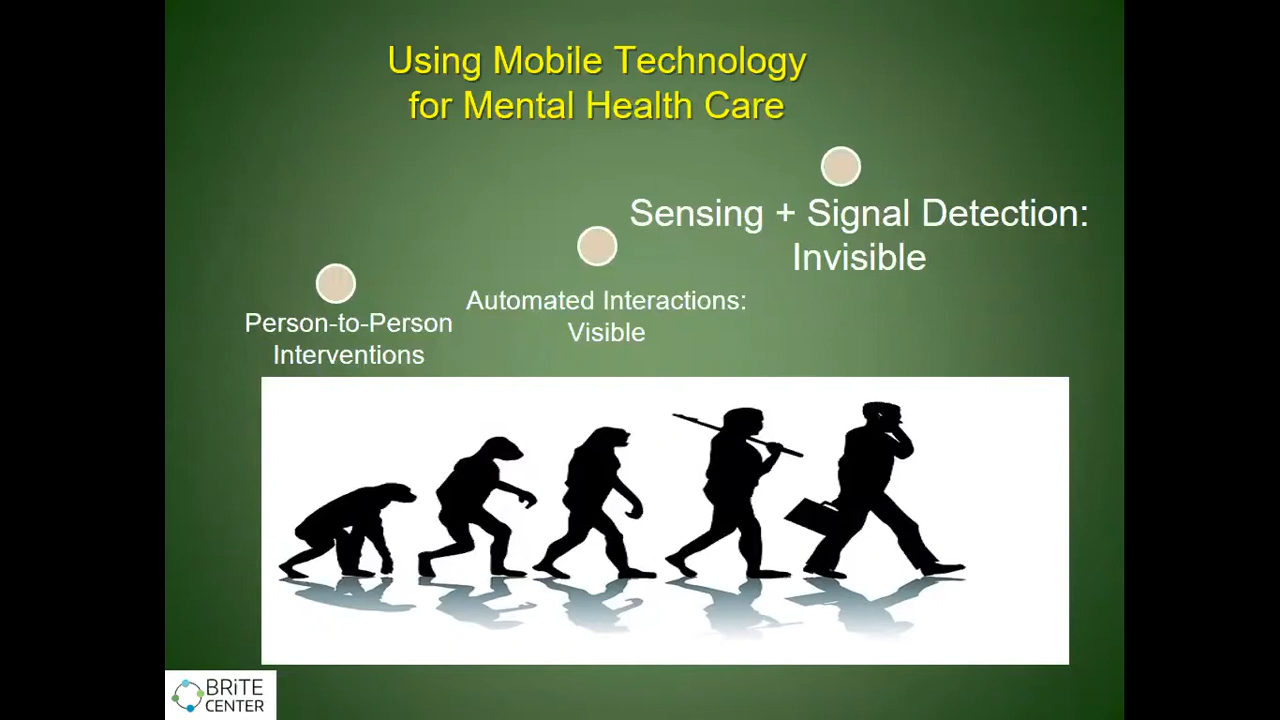 Using Mobile Technology
for Mental Health Care
Sensing + Signal Detection:
Invisible
Automated Interactions:
Visible
Person-to-Person
Interventions
BRiTE
CENTER